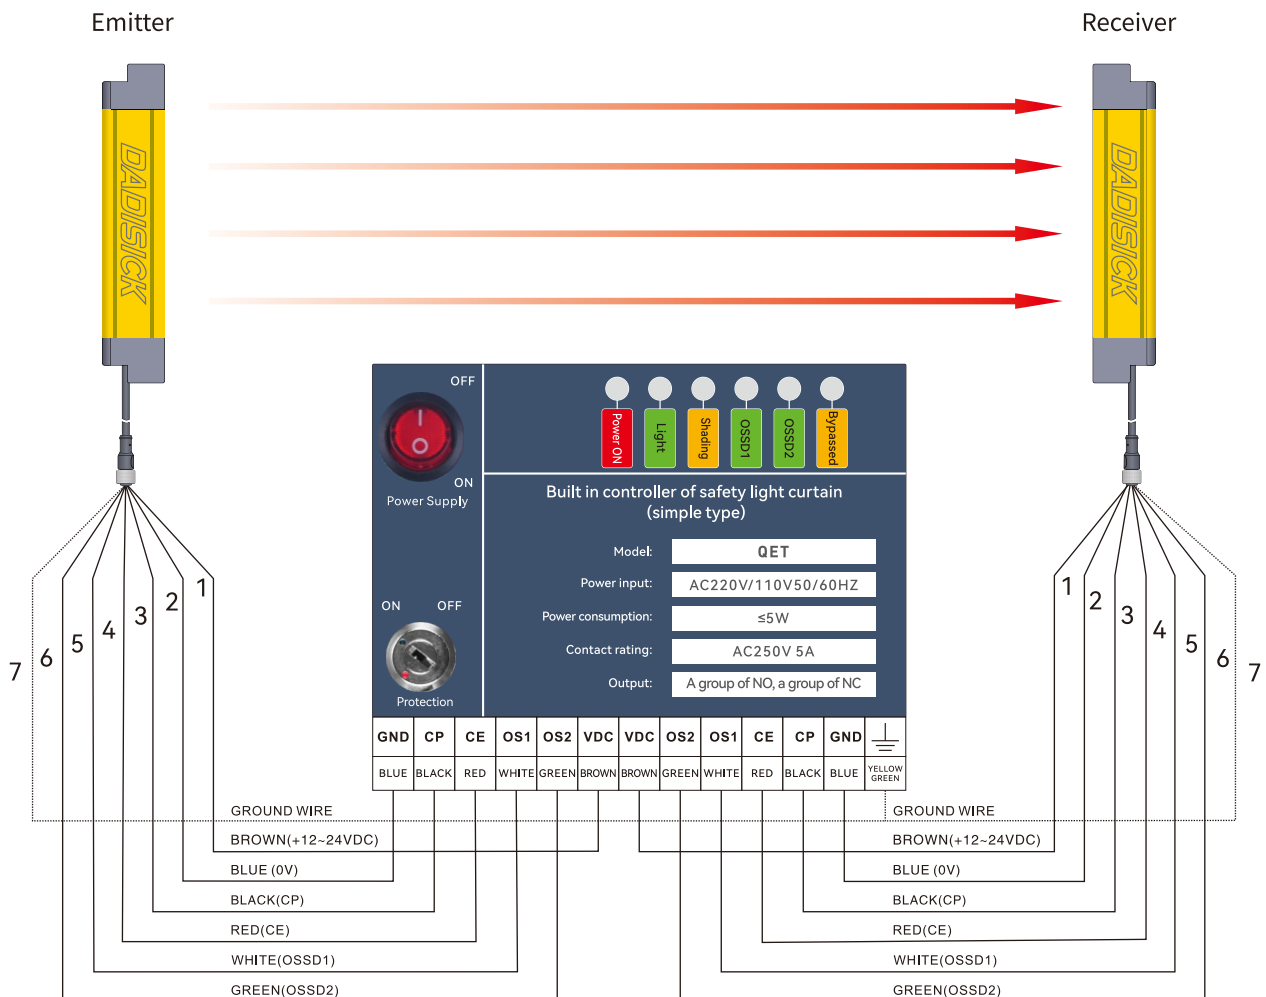 Emitter
Receiver
DADISICK
DADISICK
OFF
ON
Power Supply
Power ON
Light
Shading
OSSD1
OSSD2
Bypassed
Built in controller of safety light curtain
(simple type)
Model: QET
Power input: AC220V/110V50/60HZ
Power consumption: ≤5W
Contact rating: AC250V 5A
Output: A group of NO, a group of NC
ON OFF
Protection
GND CP CE OS1 OS2 VDC VDC OS2 OS1 CE CP GND
BLUE BLACK RED WHITE GREEN BROWN BROWN GREEN WHITE RED BLACK BLUE YELLOW GREEN
7 6 5 4 3 2 1
1 2 3 4 5 6 7
GROUND WIRE
BROWN(+12~24VDC)
BLUE (0V)
BLACK(CP)
RED(CE)
WHITE(OSSD1)
GREEN(OSSD2)
GROUND WIRE
BROWN(+12~24VDC)
BLUE (0V)
BLACK(CP)
RED(CE)
WHITE(OSSD1)
GREEN(OSSD2)